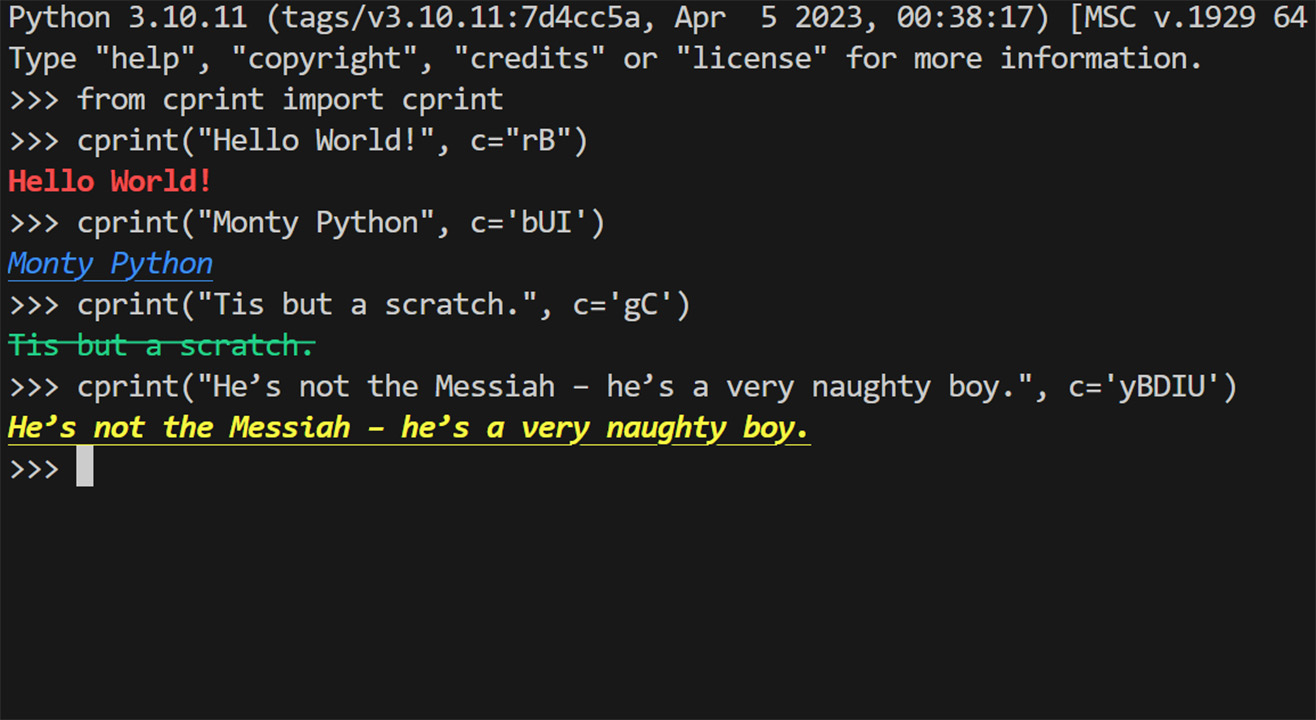 Python 3.10.11 (tags/v3.10.11:7d4cc5a, Apr  5 2023, 00:38:17) [MSC v.1929 64
Type "help", "copyright", "credits" or "license" for more information.
>>> from cprint import cprint
>>> cprint("Hello World!", c="rB")
Hello World!
>>> cprint("Monty Python", c='bUI')
Monty Python
>>> cprint("Tis but a scratch.", c='gC')
Tis but a scratch.
>>> cprint("He’s not the Messiah – he’s a very naughty boy.", c='yBDIU')
He’s not the Messiah – he’s a very naughty boy.
>>>